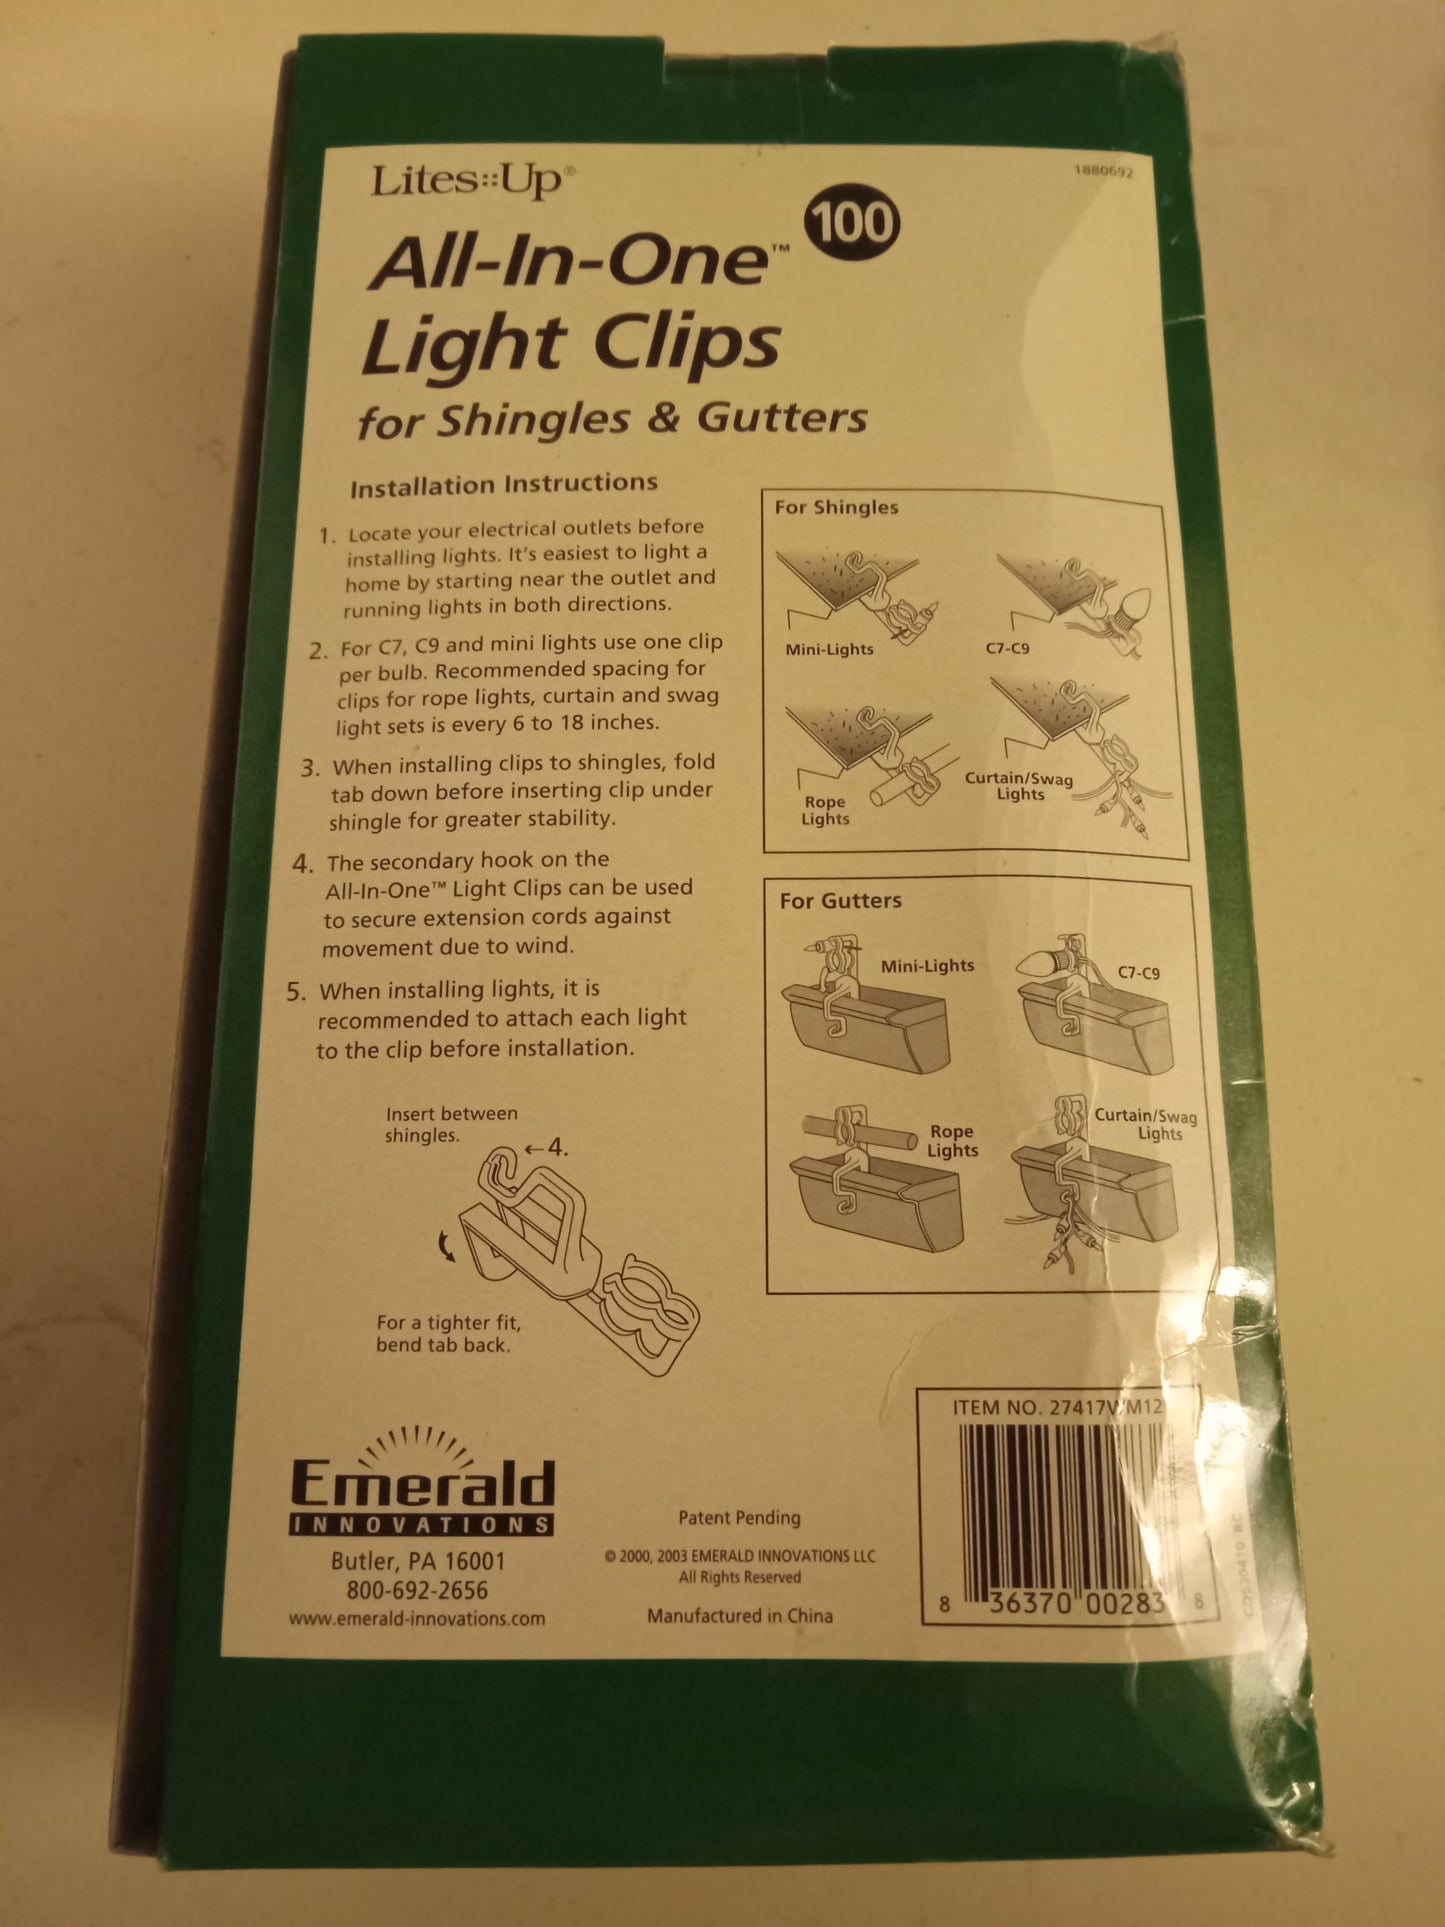 Lites::Up®
1880692
All-In-One™ 100
Light Clips
for Shingles & Gutters
Installation Instructions
1. Locate your electrical outlets before
installing lights. It's easiest to light a
home by starting near the outlet and
running lights in both directions.
2. For C7, C9 and mini lights use one clip
per bulb. Recommended spacing for
clips for rope lights, curtain and swag
light sets is every 6 to 18 inches.
3. When installing clips to shingles, fold
tab down before inserting clip under
shingle for greater stability.
4. The secondary hook on the
All-In-One™ Light Clips can be used
to secure extension cords against
movement due to wind.
5. When installing lights, it is
recommended to attach each light
to the clip before installation.
Insert between
shingles.
←4.
For a tighter fit,
bend tab back.
For Shingles
Mini-Lights
C7-C9
Rope
Lights
Curtain/Swag
Lights
For Gutters
Mini-Lights
C7-C9
Rope
Lights
Curtain/Swag
Lights
Emerald
INNOVATIONS
Butler, PA 16001
800-692-2656
www.emerald-innovations.com
Patent Pending
© 2000, 2003 EMERALD INNOVATIONS LLC
All Rights Reserved
Manufactured in China
ITEM NO. 27417WM12
8 36370 00283 8